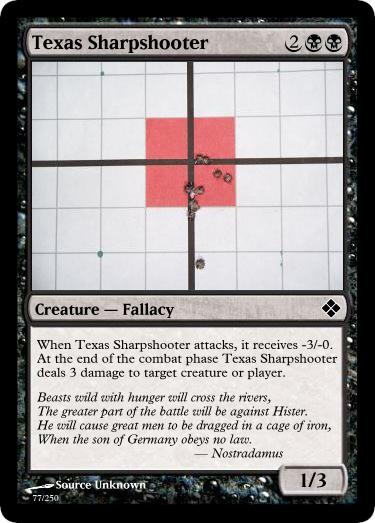 Texas Sharpshooter 2
Creature — Fallacy
When Texas Sharpshooter attacks, it receives -3/-0.
At the end of the combat phase Texas Sharpshooter
deals 3 damage to target creature or player.
Beasts wild with hunger will cross the rivers,
The greater part of the battle will be against Hister.
He will cause great men to be dragged in a cage of iron,
When the son of Germany obeys no law.
— Nostradamus
1/3
Source Unknown
77/250